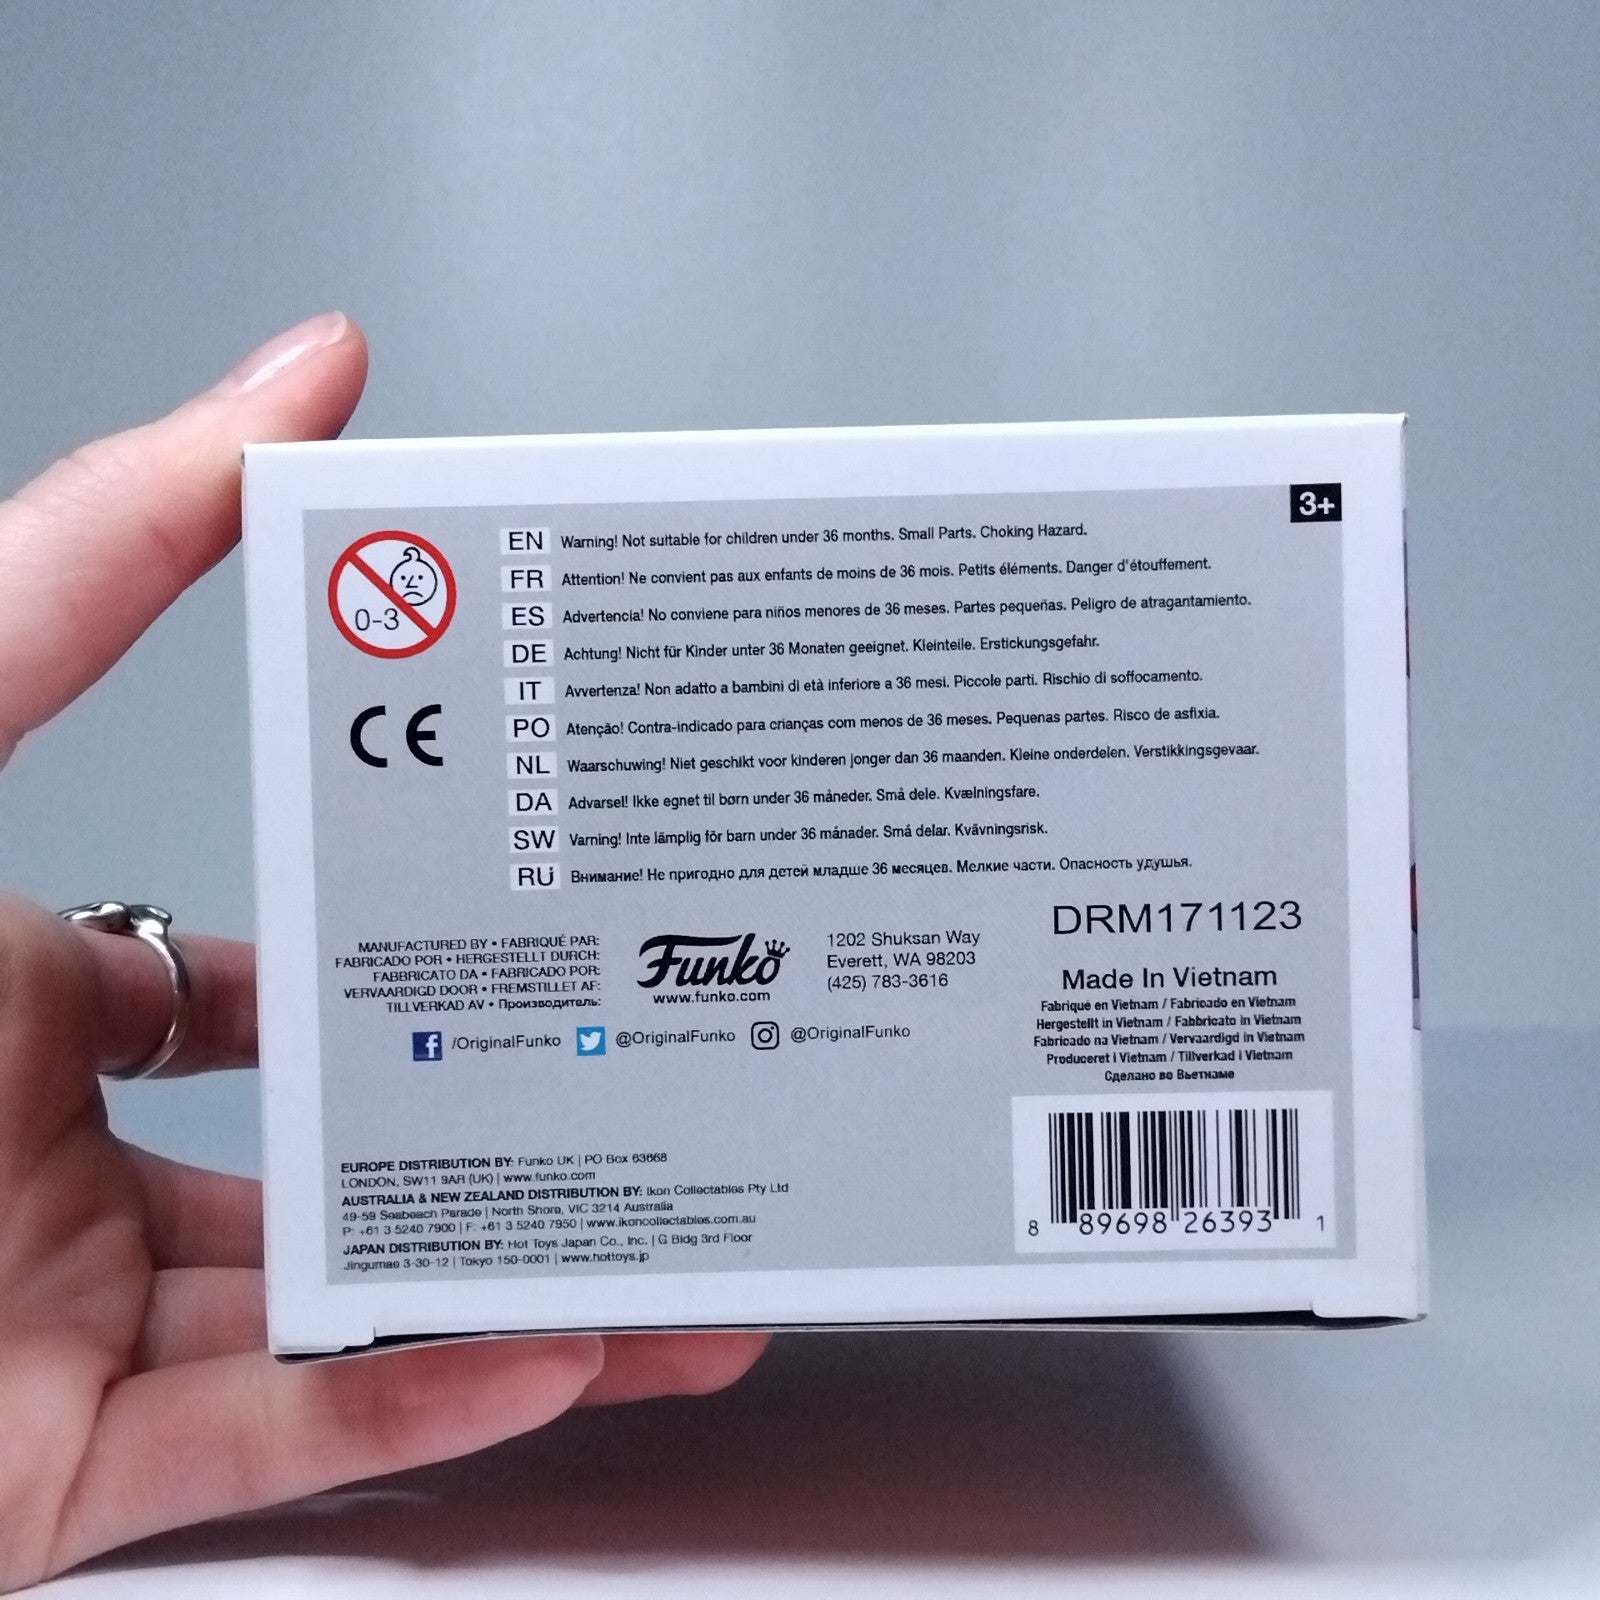 3+
0-3
CE
EN Warning! Not suitable for children under 36 months. Small Parts. Choking Hazard.
FR Attention! Ne convient pas aux enfants de moins de 36 mois. Petits éléments. Danger d'étouffement.
ES Advertencia! No conviene para niños menores de 36 meses. Partes pequeñas. Peligro de atragantamiento.
DE Achtung! Nicht für Kinder unter 36 Monaten geeignet. Kleinteile. Erstickungsgefahr.
IT Avvertenza! Non adatto a bambini di età inferiore a 36 mesi. Piccole parti. Rischio di soffocamento.
PO Atenção! Contra-indicado para crianças com menos de 36 meses. Pequenas partes. Risco de asfixia.
NL Waarschuwing! Niet geschikt voor kinderen jonger dan 36 maanden. Kleine onderdelen. Verstikkingsgevaar.
DA Advarsel! Ikke egnet til børn under 36 måneder. Små dele. Kvælningsfare.
SW Varning! Inte lämplig för barn under 36 månader. Små delar. Kvävningsrisk.
RU Внимание! Не пригодно для детей младше 36 месяцев. Мелкие части. Опасность удушья.
MANUFACTURED BY • FABRIQUÉ PAR:
FABRICADO POR • HERGESTELLT DURCH:
FABBRICATO DA • FABRICADO POR:
VERVAARDIGD DOOR • FREMSTILLET AF:
TILLVERKAD AV • Производитель:
Funko
www.funko.com
1202 Shuksan Way
Everett, WA 98203
(425) 783-3616
/OriginalFunko @OriginalFunko @OriginalFunko
DRM171123
Made In Vietnam
Fabriqué en Vietnam / Fabricado en Vietnam
Hergestellt in Vietnam / Fabbricato in Vietnam
Fabricado na Vietnam / Vervaardigd in Vietnam
Produceret i Vietnam / Tillverkad i Vietnam
Сделано во Вьетнаме
EUROPE DISTRIBUTION BY: Funko UK | PO Box 63668
LONDON, SW11 9AR (UK) | www.funko.com
AUSTRALIA & NEW ZEALAND DISTRIBUTION BY: Ikon Collectables Pty Ltd
49-59 Seabeach Parade | North Shore, VIC 3214 Australia
P: +61 3 5240 7900 | F: +61 3 5240 7950 | www.ikoncollectables.com.au
JAPAN DISTRIBUTION BY: Hot Toys Japan Co., Inc. | G Bldg 3rd Floor
Jingumae 3-30-12 | Tokyo 150-0001 | www.hottoys.jp
8 89698 26393 1